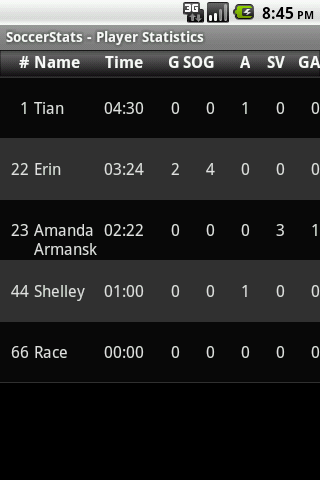 3G 8:45 PM
SoccerStats - Player Statistics
# Name Time G SOG A SV GA
1 Tian 04:30 0 0 1 0 0
22 Erin 03:24 2 4 0 0 0
23 Amanda 02:22 0 0 0 3 1
Armansk
44 Shelley 01:00 0 0 1 0 0
66 Race 00:00 0 0 0 0 0